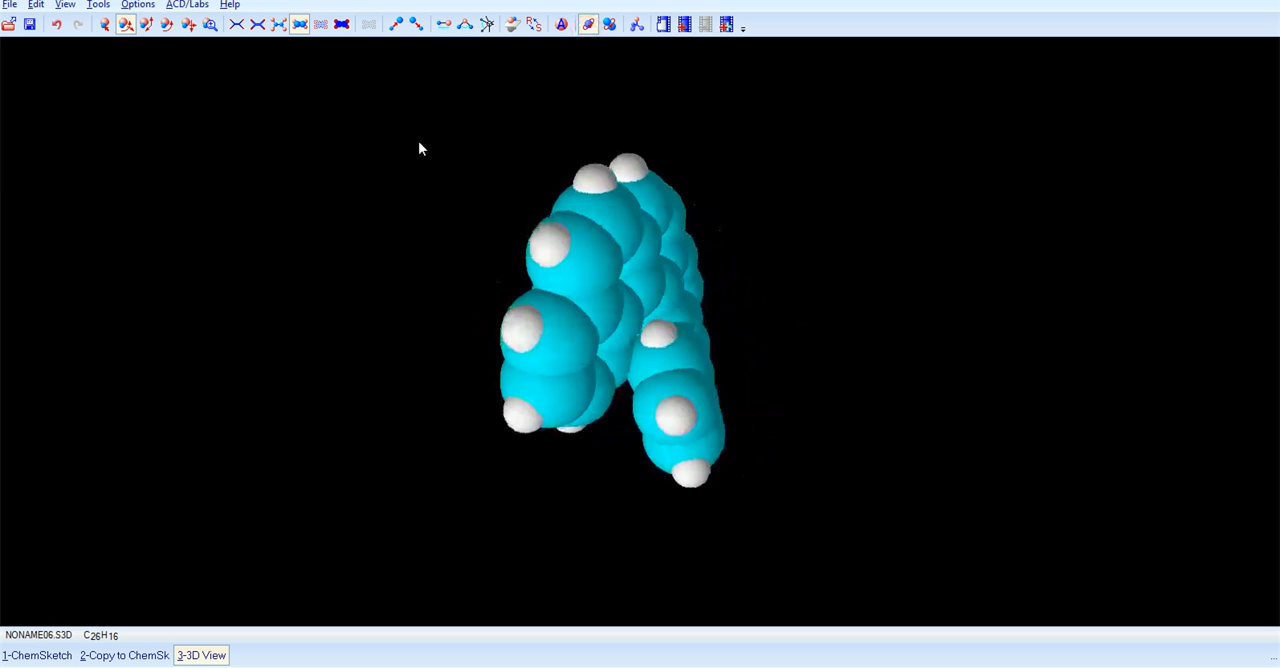 File Edit View Tools Options ACD/Labs Help
NONAME06.S3D C26H16
1-ChemSketch 2-Copy to ChemSk 3-3D View